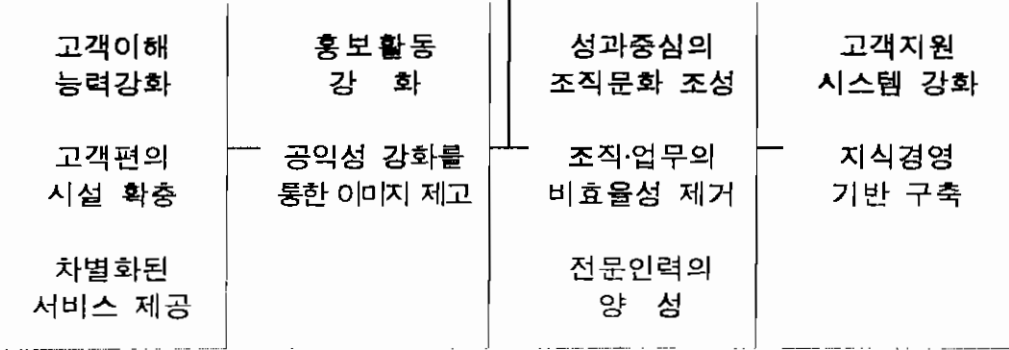 고객이해
능력강화
고객편의
시설 확충
차별화된
서비스 제공
홍보활동
강 화
공익성 강화를
통한 이미지 제고
성과중심의
조직문화 조성
조직·업무의
비효율성 제거
전문인력의
양 성
고객지원
시스템 강화
지식경영
기반 구축